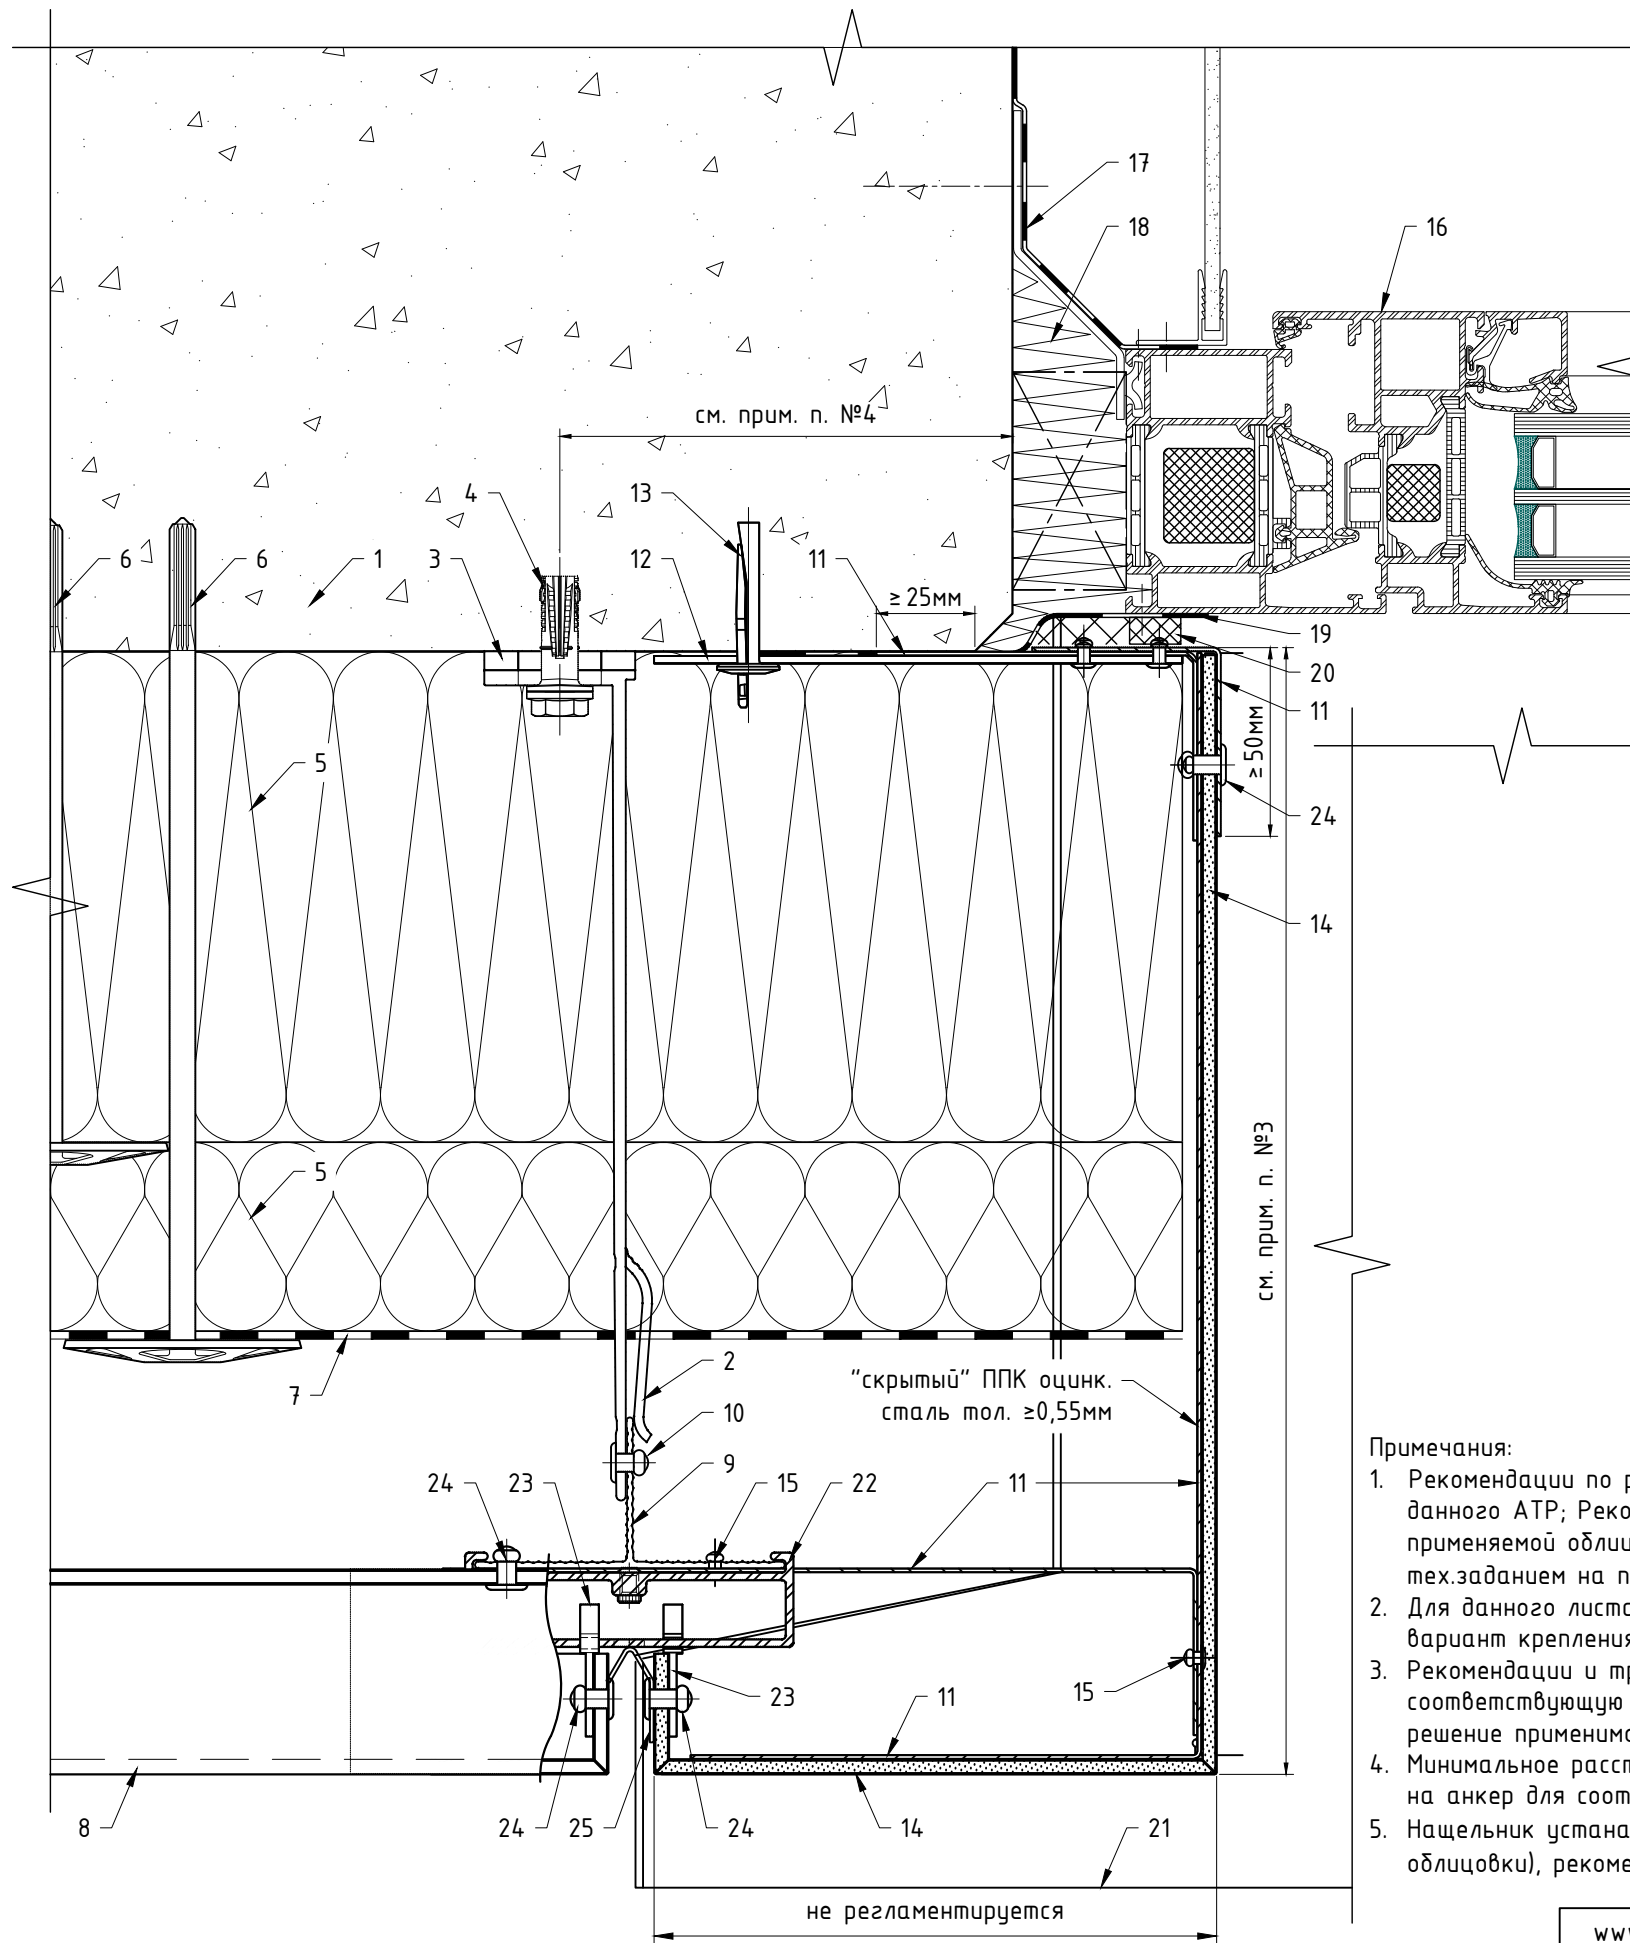 17
18
16
см. прим. п. №4
4
13
6
6
1
3
12
11
≥25мм
19
20
11
≥50мм
5
24
14
см. прим. п. №3
5
2
"скрытый" ППК оцинк.
сталь тол. ≥0,55мм
7
10
9
24
23
15
22
11
Примечания:
1. Рекомендации по
данного АТР; Реко
применяемой облиц
тех.заданием на п
2. Для данного листа
вариант крепления
3. Рекомендации и тр
соответствующую
решение применимо
4. Минимальное расст
на анкер для соот
5. Нащельник устана
облицовки), рекоме
23
15
11
8
24
25
24
14
21
не регламентируется
www